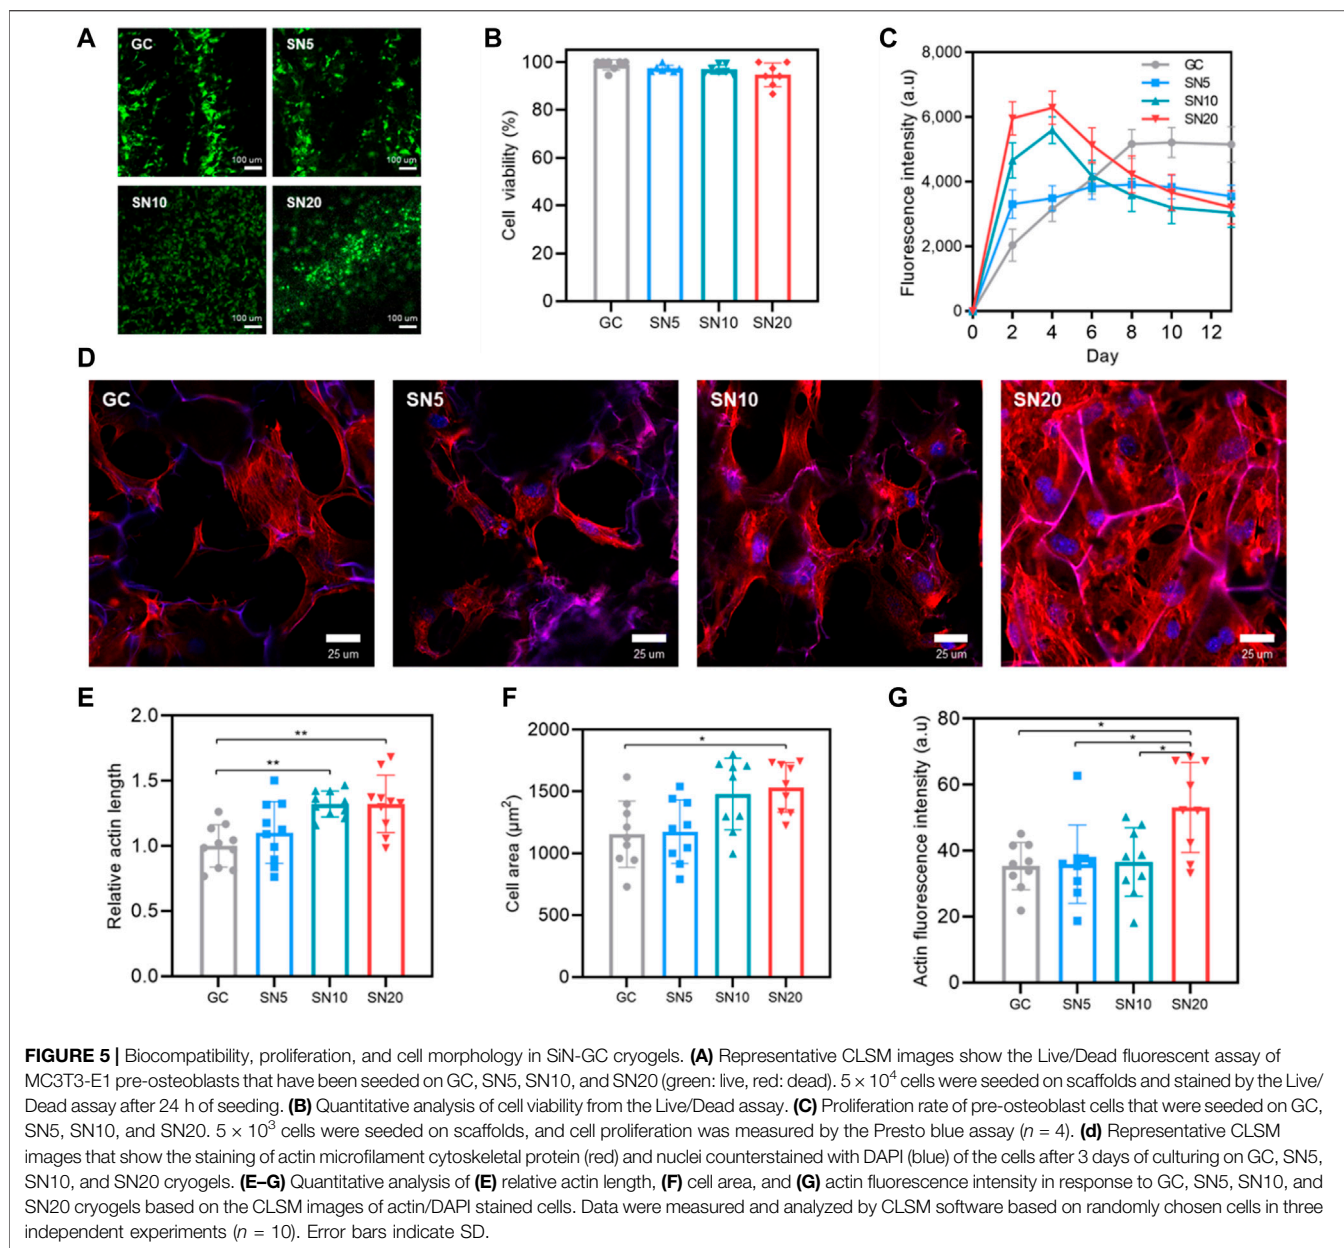 A
GC
SN5
100 um
100 um
SN10
SN20
100 um
100 um
B
Cell viability (%)
100
80
60
40
20
0
GC SN5 SN10 SN20
C
Fluorescence intensity (a.u)
8,000
6,000
4,000
2,000
0
GC
SN5
SN10
SN20
0 2 4 6 8 10 12
Day
D
GC
SN5
SN10
SN20
25 um
25 um
25 um
25 um
E
Relative actin length
2.0
1.5
1.0
0.5
0.0
**
**
GC SN5 SN10 SN20
F
Cell area (µm²)
2000
1500
1000
500
0
*
GC SN5 SN10 SN20
G
Actin fluorescence intensity (a.u)
80
60
40
20
0
*
*
*
GC SN5 SN10 SN20
FIGURE 5 | Biocompatibility, proliferation, and cell morphology in SiN-GC cryogels. (A) Representative CLSM images show the Live/Dead fluorescent assay of
MC3T3-E1 pre-osteoblasts that have been seeded on GC, SN5, SN10, and SN20 (green: live, red: dead). 5 × 10⁴ cells were seeded on scaffolds and stained by the Live/
Dead assay after 24 h of seeding. (B) Quantitative analysis of cell viability from the Live/Dead assay. (C) Proliferation rate of pre-osteoblast cells that were seeded on GC,
SN5, SN10, and SN20. 5 × 10³ cells were seeded on scaffolds, and cell proliferation was measured by the Presto blue assay (n = 4). (d) Representative CLSM
images that show the staining of actin microfilament cytoskeletal protein (red) and nuclei counterstained with DAPI (blue) of the cells after 3 days of culturing on GC, SN5,
SN10, and SN20 cryogels. (E–G) Quantitative analysis of (E) relative actin length, (F) cell area, and (G) actin fluorescence intensity in response to GC, SN5, SN10, and
SN20 cryogels based on the CLSM images of actin/DAPI stained cells. Data were measured and analyzed by CLSM software based on randomly chosen cells in three
independent experiments (n = 10). Error bars indicate SD.